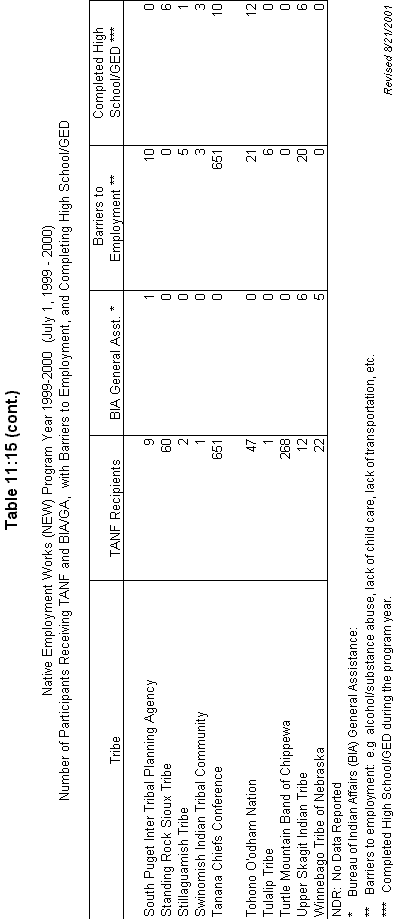 Table 11:15 (cont.)
Native Employment Works (NEW) Program Year 1999-2000 (July 1, 1999 - 2000)
Number of Participants Receiving TANF and BIA/GA, with Barriers to Employment, and Completing High School/GED
Tribe TANF Recipients BIA General Asst. * Barriers to Employment ** Completed High School/GED ***
South Puget Inter Tribal Planning Agency 9 1 10 0
Standing Rock Sioux Tribe 60 0 0 6
Stillaguamish Tribe 2 0 5 1
Swinomish Indian Tribal Community 1 0 3 3
Tanana Chiefs Conference 651 0 651 10
Tohono O'odham Nation 47 0 21 12
Tulalip Tribe 1 0 6 0
Turtle Mountain Band of Chippewa 268 0 0 0
Upper Skagit Indian Tribe 12 6 20 6
Winnebago Tribe of Nebraska 22 5 0 0
NDR: No Data Reported
* Bureau of Indian Affairs (BIA) General Assistance:
** Barriers to employment: e.g alcohol/substance abuse, lack of child care, lack of transportation, etc.
*** Completed High School/GED during the program year.
Revised 8/21/2001